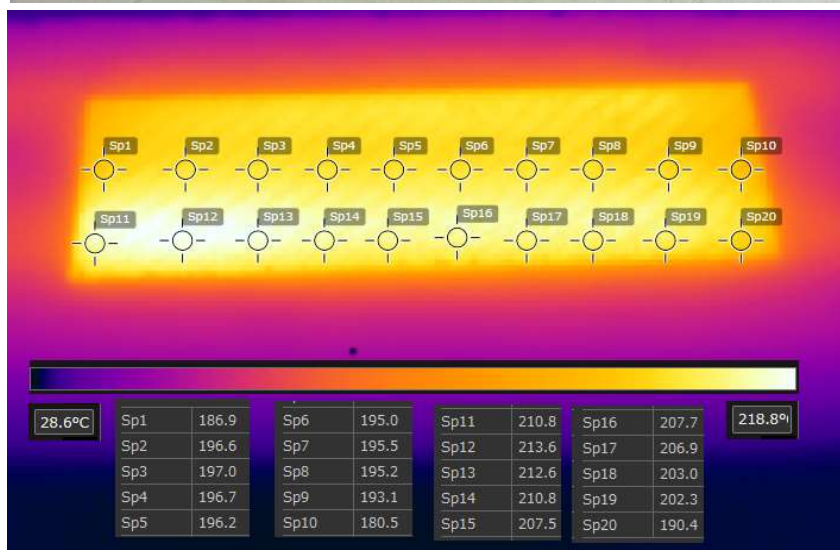 Sp1 Sp2 Sp3 Sp4 Sp5 Sp6 Sp7 Sp8 Sp9 Sp10
Sp11 Sp12 Sp13 Sp14 Sp15 Sp16 Sp17 Sp18 Sp19 Sp20
28.6°C
218.8°
Sp1 186.9
Sp2 196.6
Sp3 197.0
Sp4 196.7
Sp5 196.2
Sp6 195.0
Sp7 195.5
Sp8 195.2
Sp9 193.1
Sp10 180.5
Sp11 210.8
Sp12 213.6
Sp13 212.6
Sp14 210.8
Sp15 207.5
Sp16 207.7
Sp17 206.9
Sp18 203.0
Sp19 202.3
Sp20 190.4